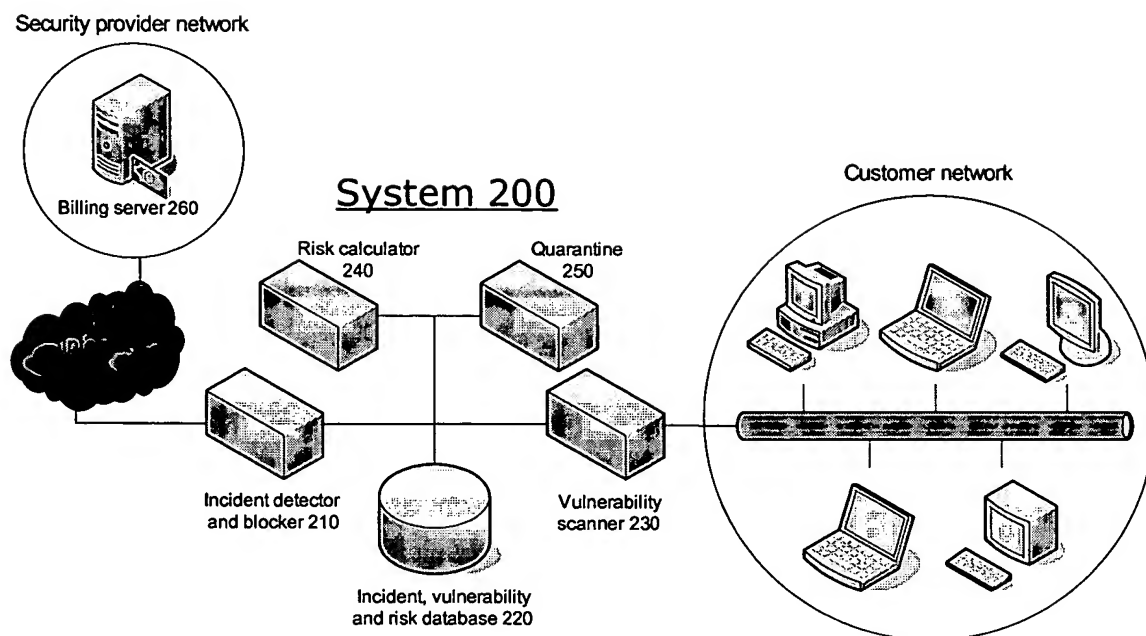 Security provider network
Billing server 260
System 200
Customer network
Risk calculator
240
Quarantine
250
Incident detector
and blocker 210
Vulnerability
scanner 230
Incident, vulnerability
and risk database 220